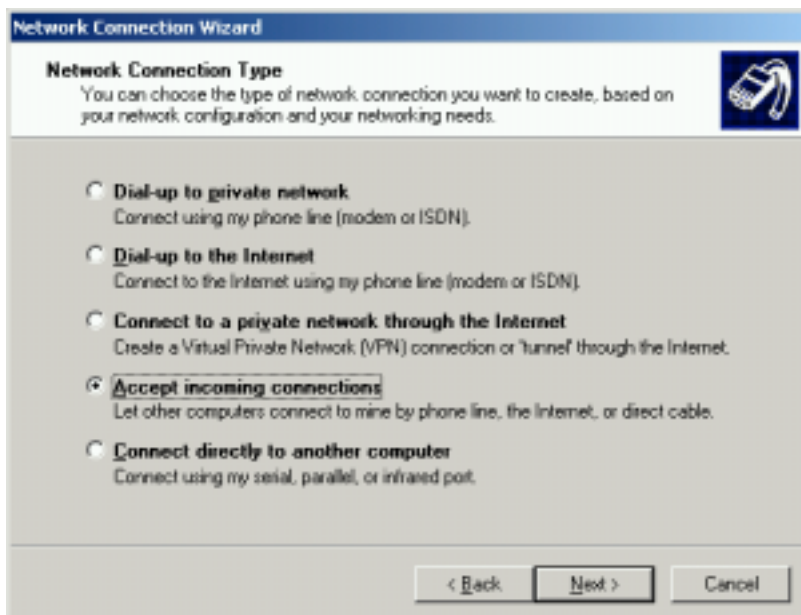 Network Connection Wizard
Network Connection Type
You can choose the type of network connection you want to create, based on
your network configuration and your networking needs.
Dial-up to private network
Connect using my phone line (modem or ISDN).
Dial-up to the Internet
Connect to the Internet using my phone line (modem or ISDN).
Connect to a private network through the Internet
Create a Virtual Private Network (VPN) connection or 'tunnel' through the Internet.
Accept incoming connections
Let other computers connect to mine by phone line, the Internet, or direct cable.
Connect directly to another computer
Connect using my serial, parallel, or infrared port.
< Back
Next >
Cancel